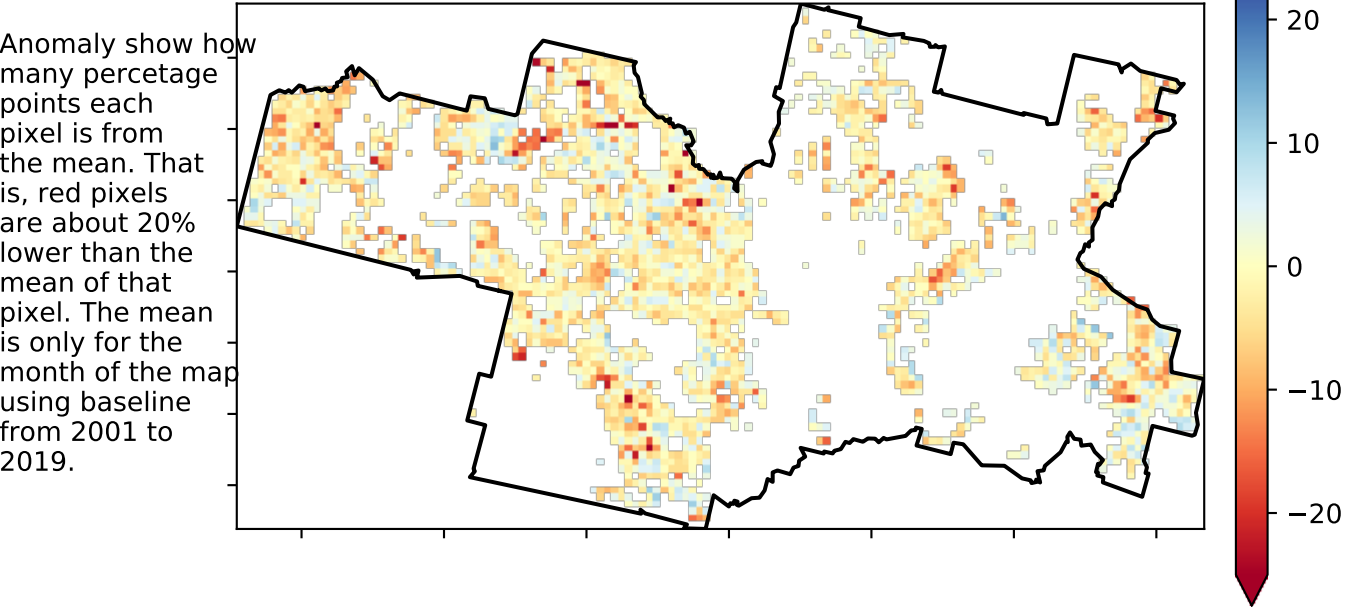 Anomaly show how
many percetage
points each
pixel is from
the mean. That
is, red pixels
are about 20%
lower than the
mean of that
pixel. The mean
is only for the
month of the map
using baseline
from 2001 to
2019.
20
10
0
−10
−20